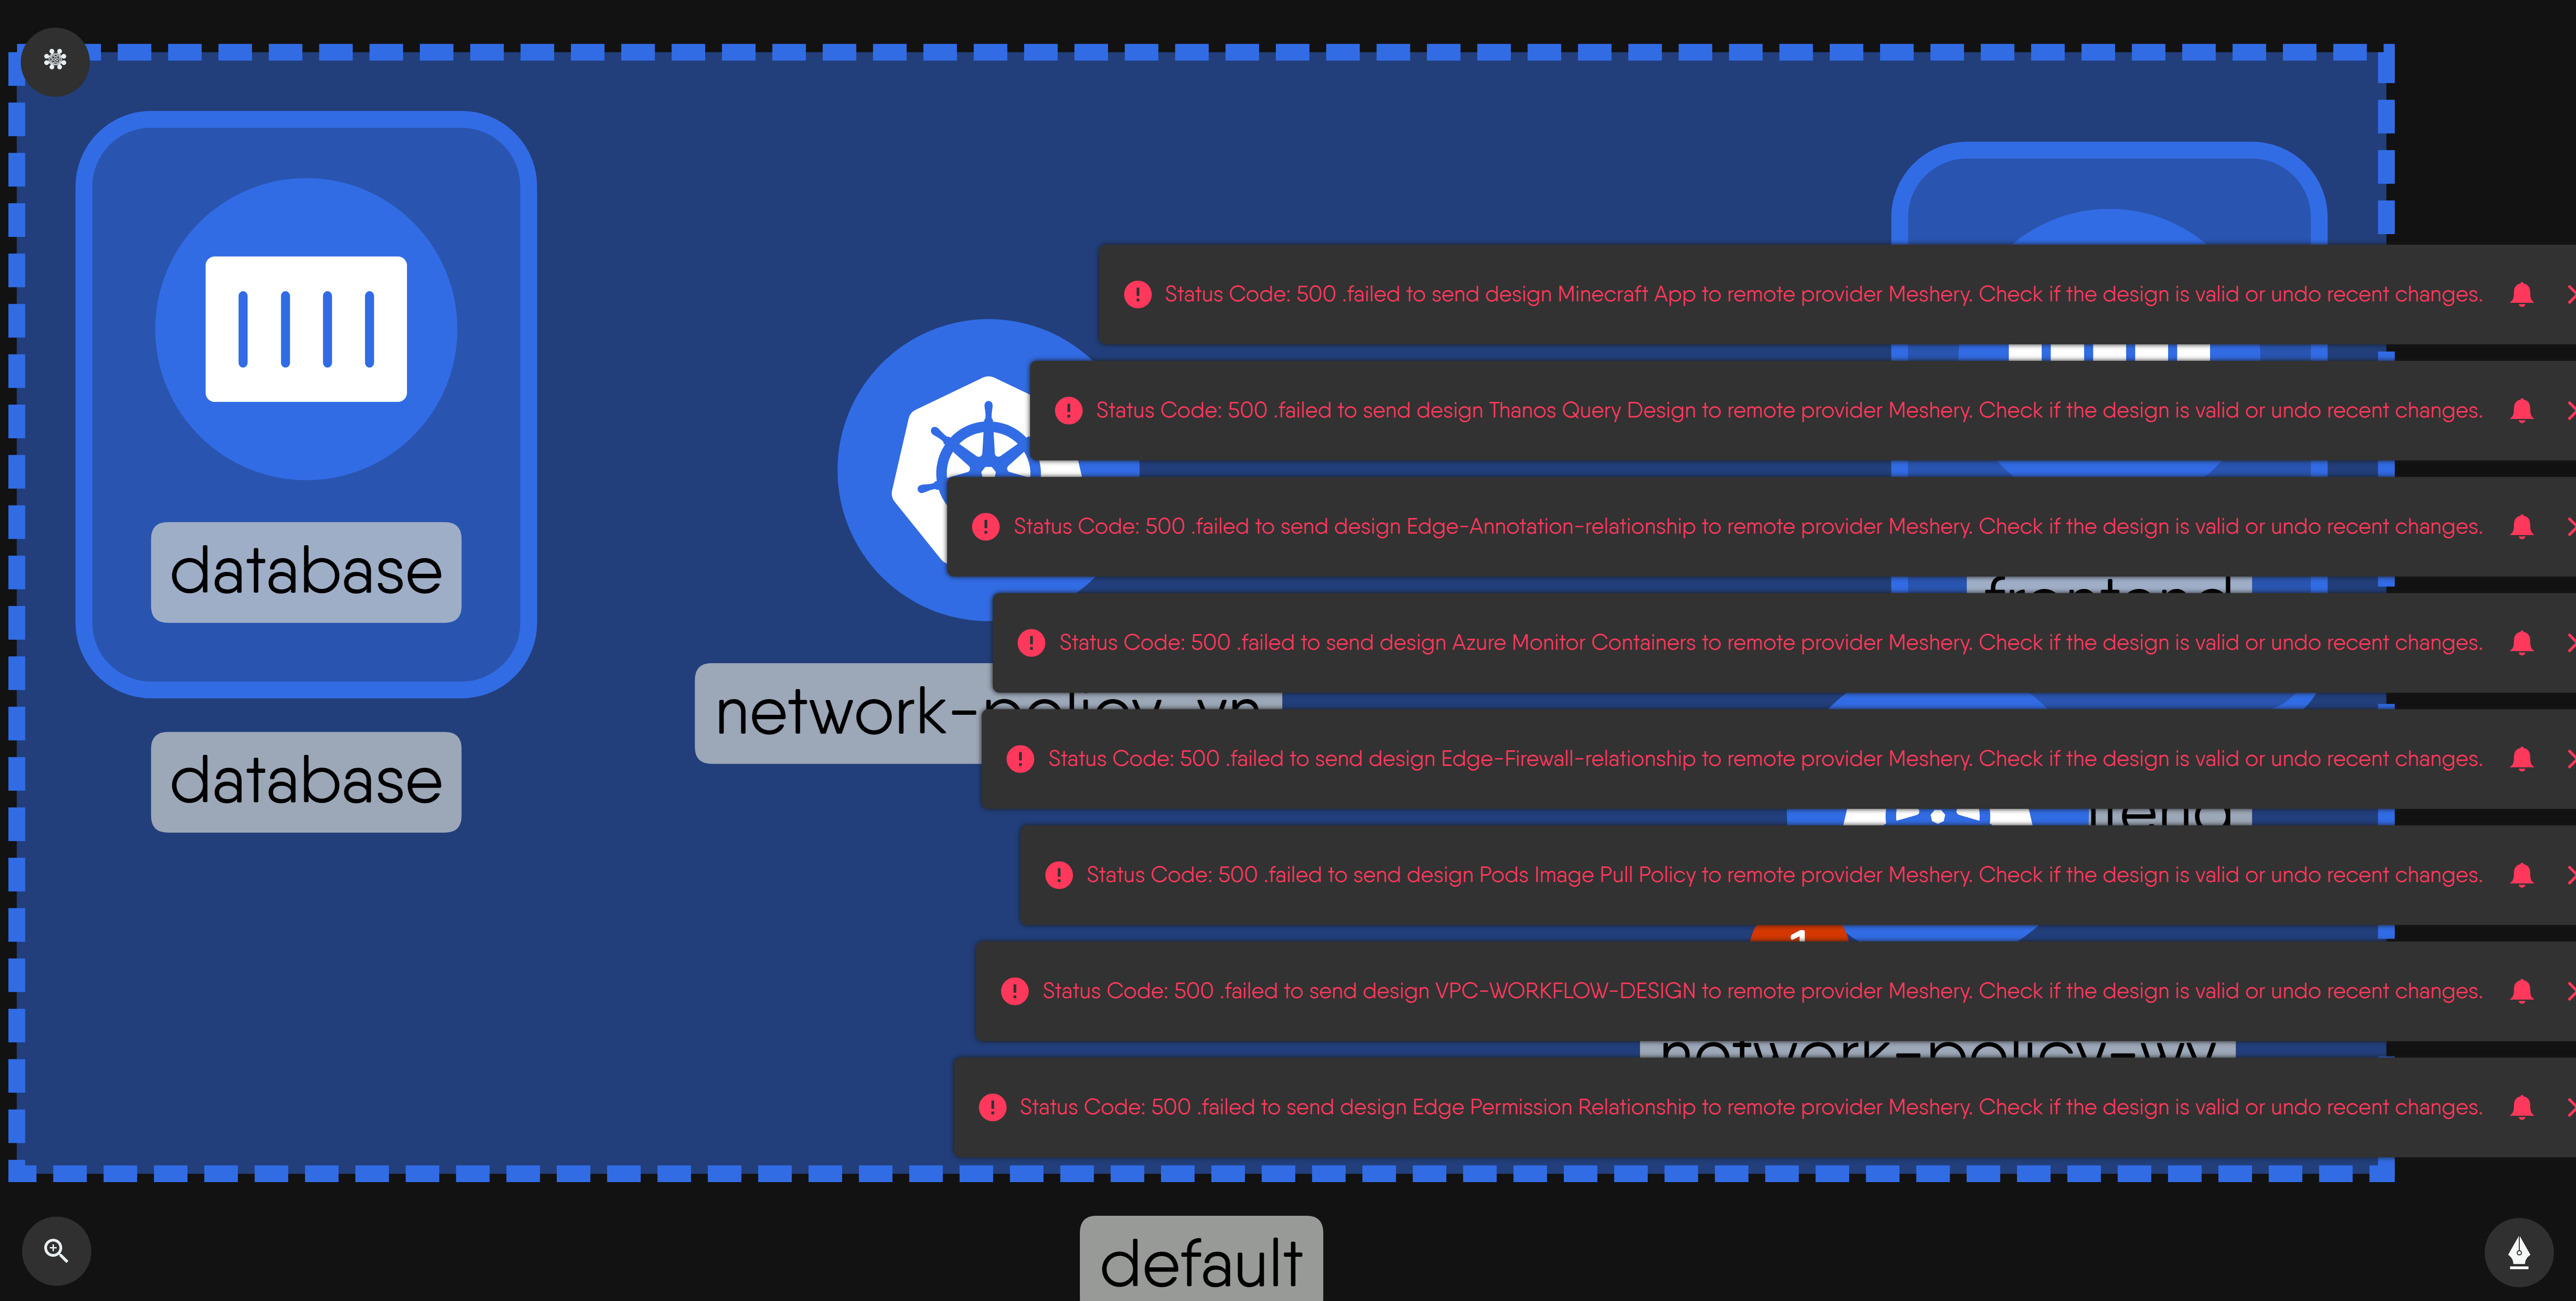 database
database
network-policy-vn
Status Code: 500 .failed to send design Minecraft App to remote provider Meshery. Check if the design is valid or undo recent changes.
Status Code: 500 .failed to send design Thanos Query Design to remote provider Meshery. Check if the design is valid or undo recent changes.
Status Code: 500 .failed to send design Edge-Annotation-relationship to remote provider Meshery. Check if the design is valid or undo recent changes.
frontend
Status Code: 500 .failed to send design Azure Monitor Containers to remote provider Meshery. Check if the design is valid or undo recent changes.
Status Code: 500 .failed to send design Edge-Firewall-relationship to remote provider Meshery. Check if the design is valid or undo recent changes.
Status Code: 500 .failed to send design Pods Image Pull Policy to remote provider Meshery. Check if the design is valid or undo recent changes.
1
Status Code: 500 .failed to send design VPC-WORKFLOW-DESIGN to remote provider Meshery. Check if the design is valid or undo recent changes.
Status Code: 500 .failed to send design Edge Permission Relationship to remote provider Meshery. Check if the design is valid or undo recent changes.
default